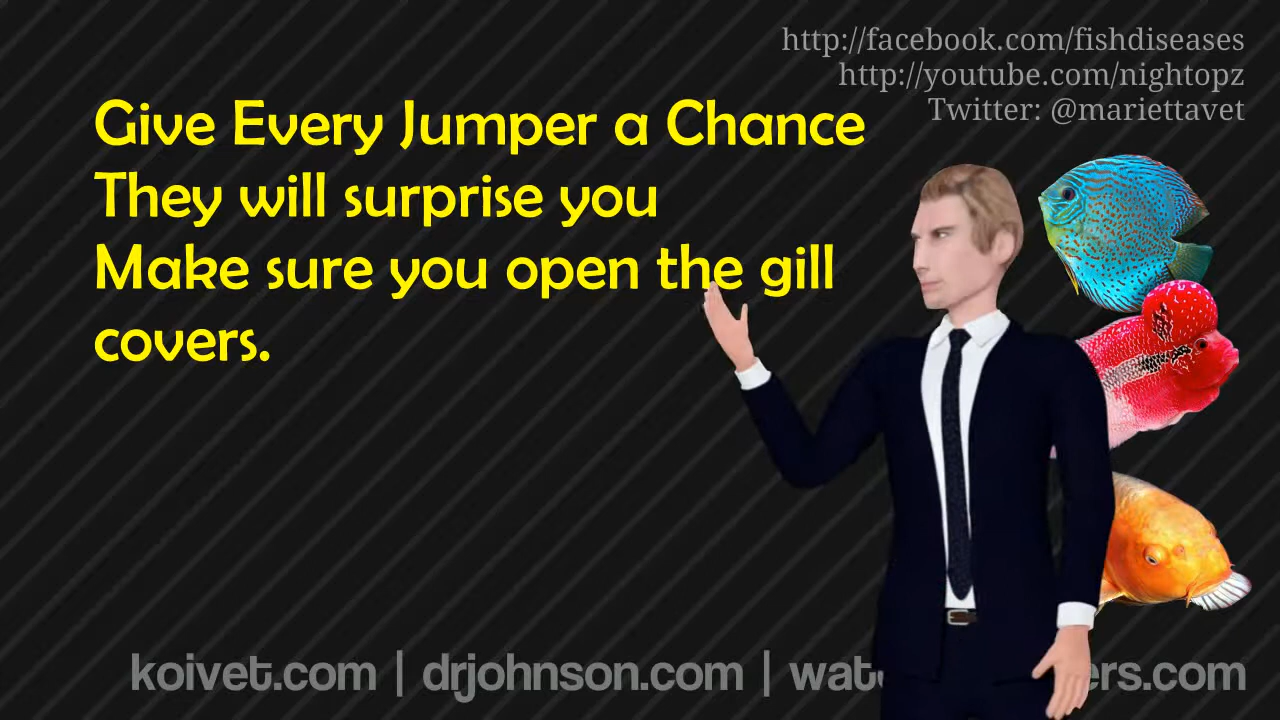 http://facebook.com/fishdiseases
http://youtube.com/nightopz
Twitter: @mariettavet
Give Every Jumper a Chance
They will surprise you
Make sure you open the gill
covers.
koivet.com | drjohnson.com |